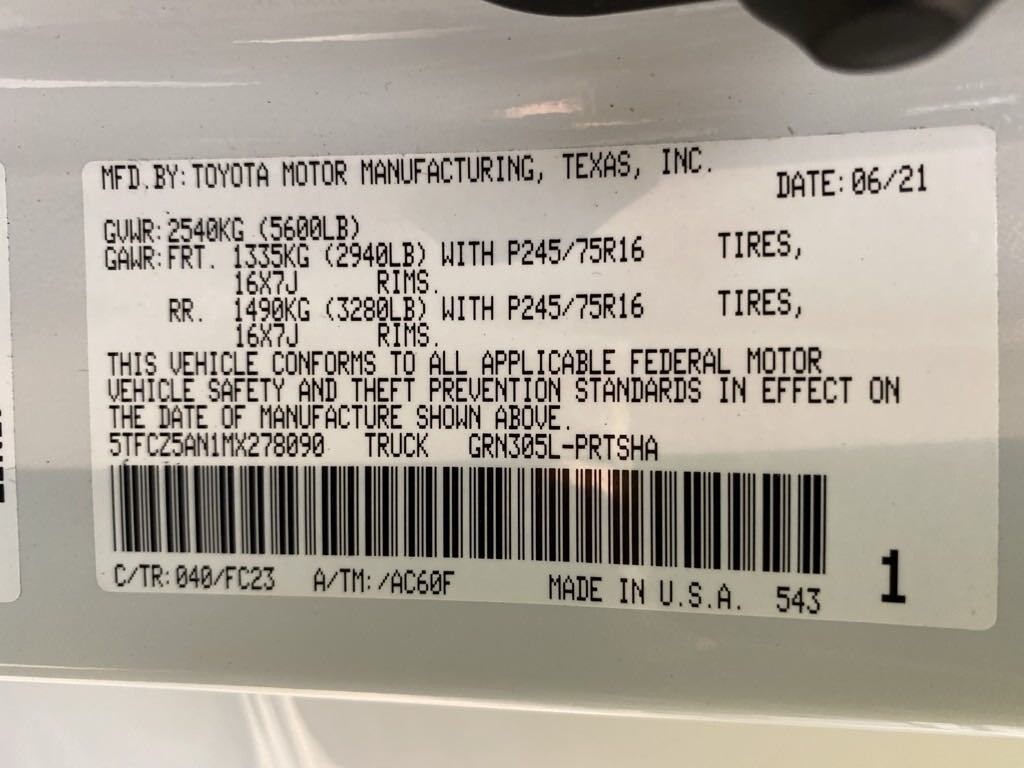 MFD.BY: TOYOTA MOTOR MANUFACTURING, TEXAS, INC. DATE: 06/21
GVWR: 2540KG (5600LB)
GAWR: FRT. 1335KG (2940LB) WITH P245/75R16 TIRES,
16X7J RIMS.
RR. 1490KG (3280LB) WITH P245/75R16 TIRES,
16X7J RIMS.
THIS VEHICLE CONFORMS TO ALL APPLICABLE FEDERAL MOTOR
VEHICLE SAFETY AND THEFT PREVENTION STANDARDS IN EFFECT ON
THE DATE OF MANUFACTURE SHOWN ABOVE.
5TFCZ5AN1MX278090 TRUCK GRN305L-PRTSHA
C/TR: 040/FC23 A/TM: /AC60F MADE IN U.S.A. 543 1